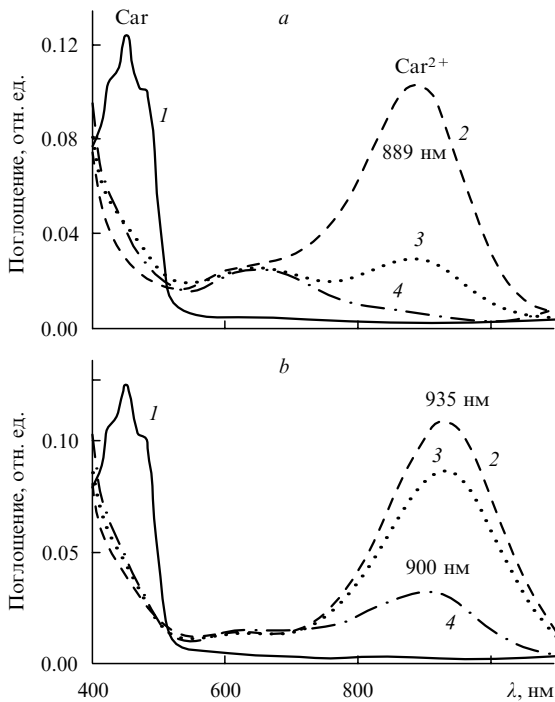 Car
a
0.12
1
Car2+
2
0.08
889 нм
3
0.04
4
0.00
Поглощение, отн. ед.
b
935 нм
1
2
0.10
3
900 нм
0.05
4
0.00
400
600
800
λ, нм
Поглощение, отн. ед.